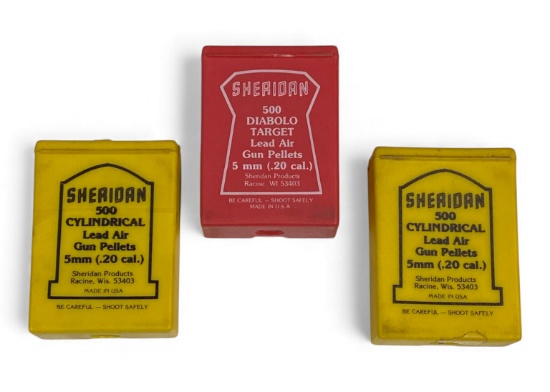 SHERIDAN
500
DIABOLO
TARGET
Lead Air
Gun Pellets
5 mm (.20 cal.)
Sheridan Products
Racine, WI 53403
BE CAREFUL — SHOOT SAFELY
MADE IN U.S.A
SHERIDAN
500
CYLINDRICAL
Lead Air
Gun Pellets
5mm (.20 cal.)
Sheridan Products
Racine, Wis. 53403
MADE IN USA
BE CAREFUL — SHOOT SAFELY
SHERIDAN
500
CYLINDRICAL
Lead Air
Gun Pellets
5mm (.20 cal.)
Sheridan Products
Racine, Wis. 53403
MADE IN USA
BE CAREFUL — SHOOT SAFELY